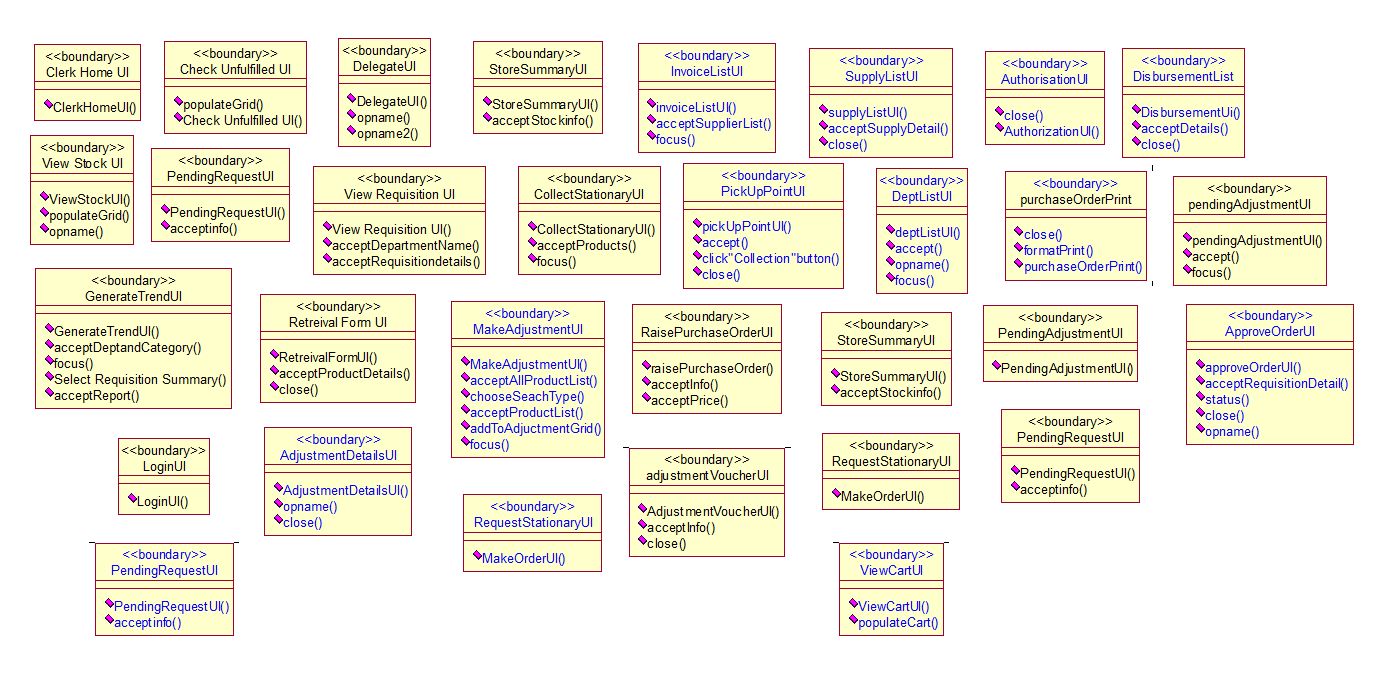 <<boundary>>
Clerk Home UI
ClerkHomeUI()
<<boundary>>
Check Unfulfilled UI
populateGrid()
Check Unfulfilled UI()
<<boundary>>
DelegateUI
DelegateUI()
opname()
opname2()
<<boundary>>
StoreSummaryUI
StoreSummaryUI()
acceptStockinfo()
<<boundary>>
InvoiceListUI
invoiceListUI()
acceptSupplierList()
focus()
<<boundary>>
SupplyListUI
supplyListUI()
acceptSupplyDetail()
close()
<<boundary>>
AuthorisationUI
close()
AuthorizationUI()
<<boundary>>
DisbursementList
DisbursementUi()
acceptDetails()
close()
<<boundary>>
View Stock UI
ViewStockUI()
populateGrid()
opname()
<<boundary>>
PendingRequestUI
PendingRequestUI()
acceptinfo()
<<boundary>>
View Requisition UI
View Requisition UI()
acceptDepartmentName()
acceptRequisitiondetails()
<<boundary>>
CollectStationaryUI
CollectStationaryUI()
acceptProducts()
focus()
<<boundary>>
PickUpPointUI
pickUpPointUI()
accept()
click"Collection"button()
close()
<<boundary>>
DeptListUI
deptListUI()
accept()
opname()
focus()
<<boundary>>
purchaseOrderPrint
close()
formatPrint()
purchaseOrderPrint()
<<boundary>>
pendingAdjustmentUI
pendingAdjustmentUI()
accept()
focus()
<<boundary>>
GenerateTrendUI
GenerateTrendUI()
acceptDeptandCategory()
focus()
Select Requisition Summary()
acceptReport()
<<boundary>>
Retreival Form UI
RetreivalFormUI()
acceptProductDetails()
close()
<<boundary>>
MakeAdjustmentUI
MakeAdjustmentUI()
acceptAllProductList()
chooseSeachType()
acceptProductList()
addToAdjuctmentGrid()
focus()
<<boundary>>
RaisePurchaseOrderUI
raisePurchaseOrder()
acceptInfo()
acceptPrice()
<<boundary>>
StoreSummaryUI
StoreSummaryUI()
acceptStockinfo()
<<boundary>>
PendingAdjustmentUI
PendingAdjustmentUI()
<<boundary>>
ApproveOrderUI
approveOrderUI()
acceptRequisitionDetail()
status()
close()
opname()
<<boundary>>
LoginUI
LoginUI()
<<boundary>>
AdjustmentDetailsUI
AdjustmentDetailsUI()
opname()
close()
<<boundary>>
RequestStationaryUI
MakeOrderUI()
<<boundary>>
adjustmentVoucherUI
AdjustmentVoucherUI()
acceptInfo()
close()
<<boundary>>
RequestStationaryUI
MakeOrderUI()
<<boundary>>
PendingRequestUI
PendingRequestUI()
acceptinfo()
<<boundary>>
PendingRequestUI
PendingRequestUI()
acceptinfo()
<<boundary>>
ViewCartUI
ViewCartUI()
populateCart()